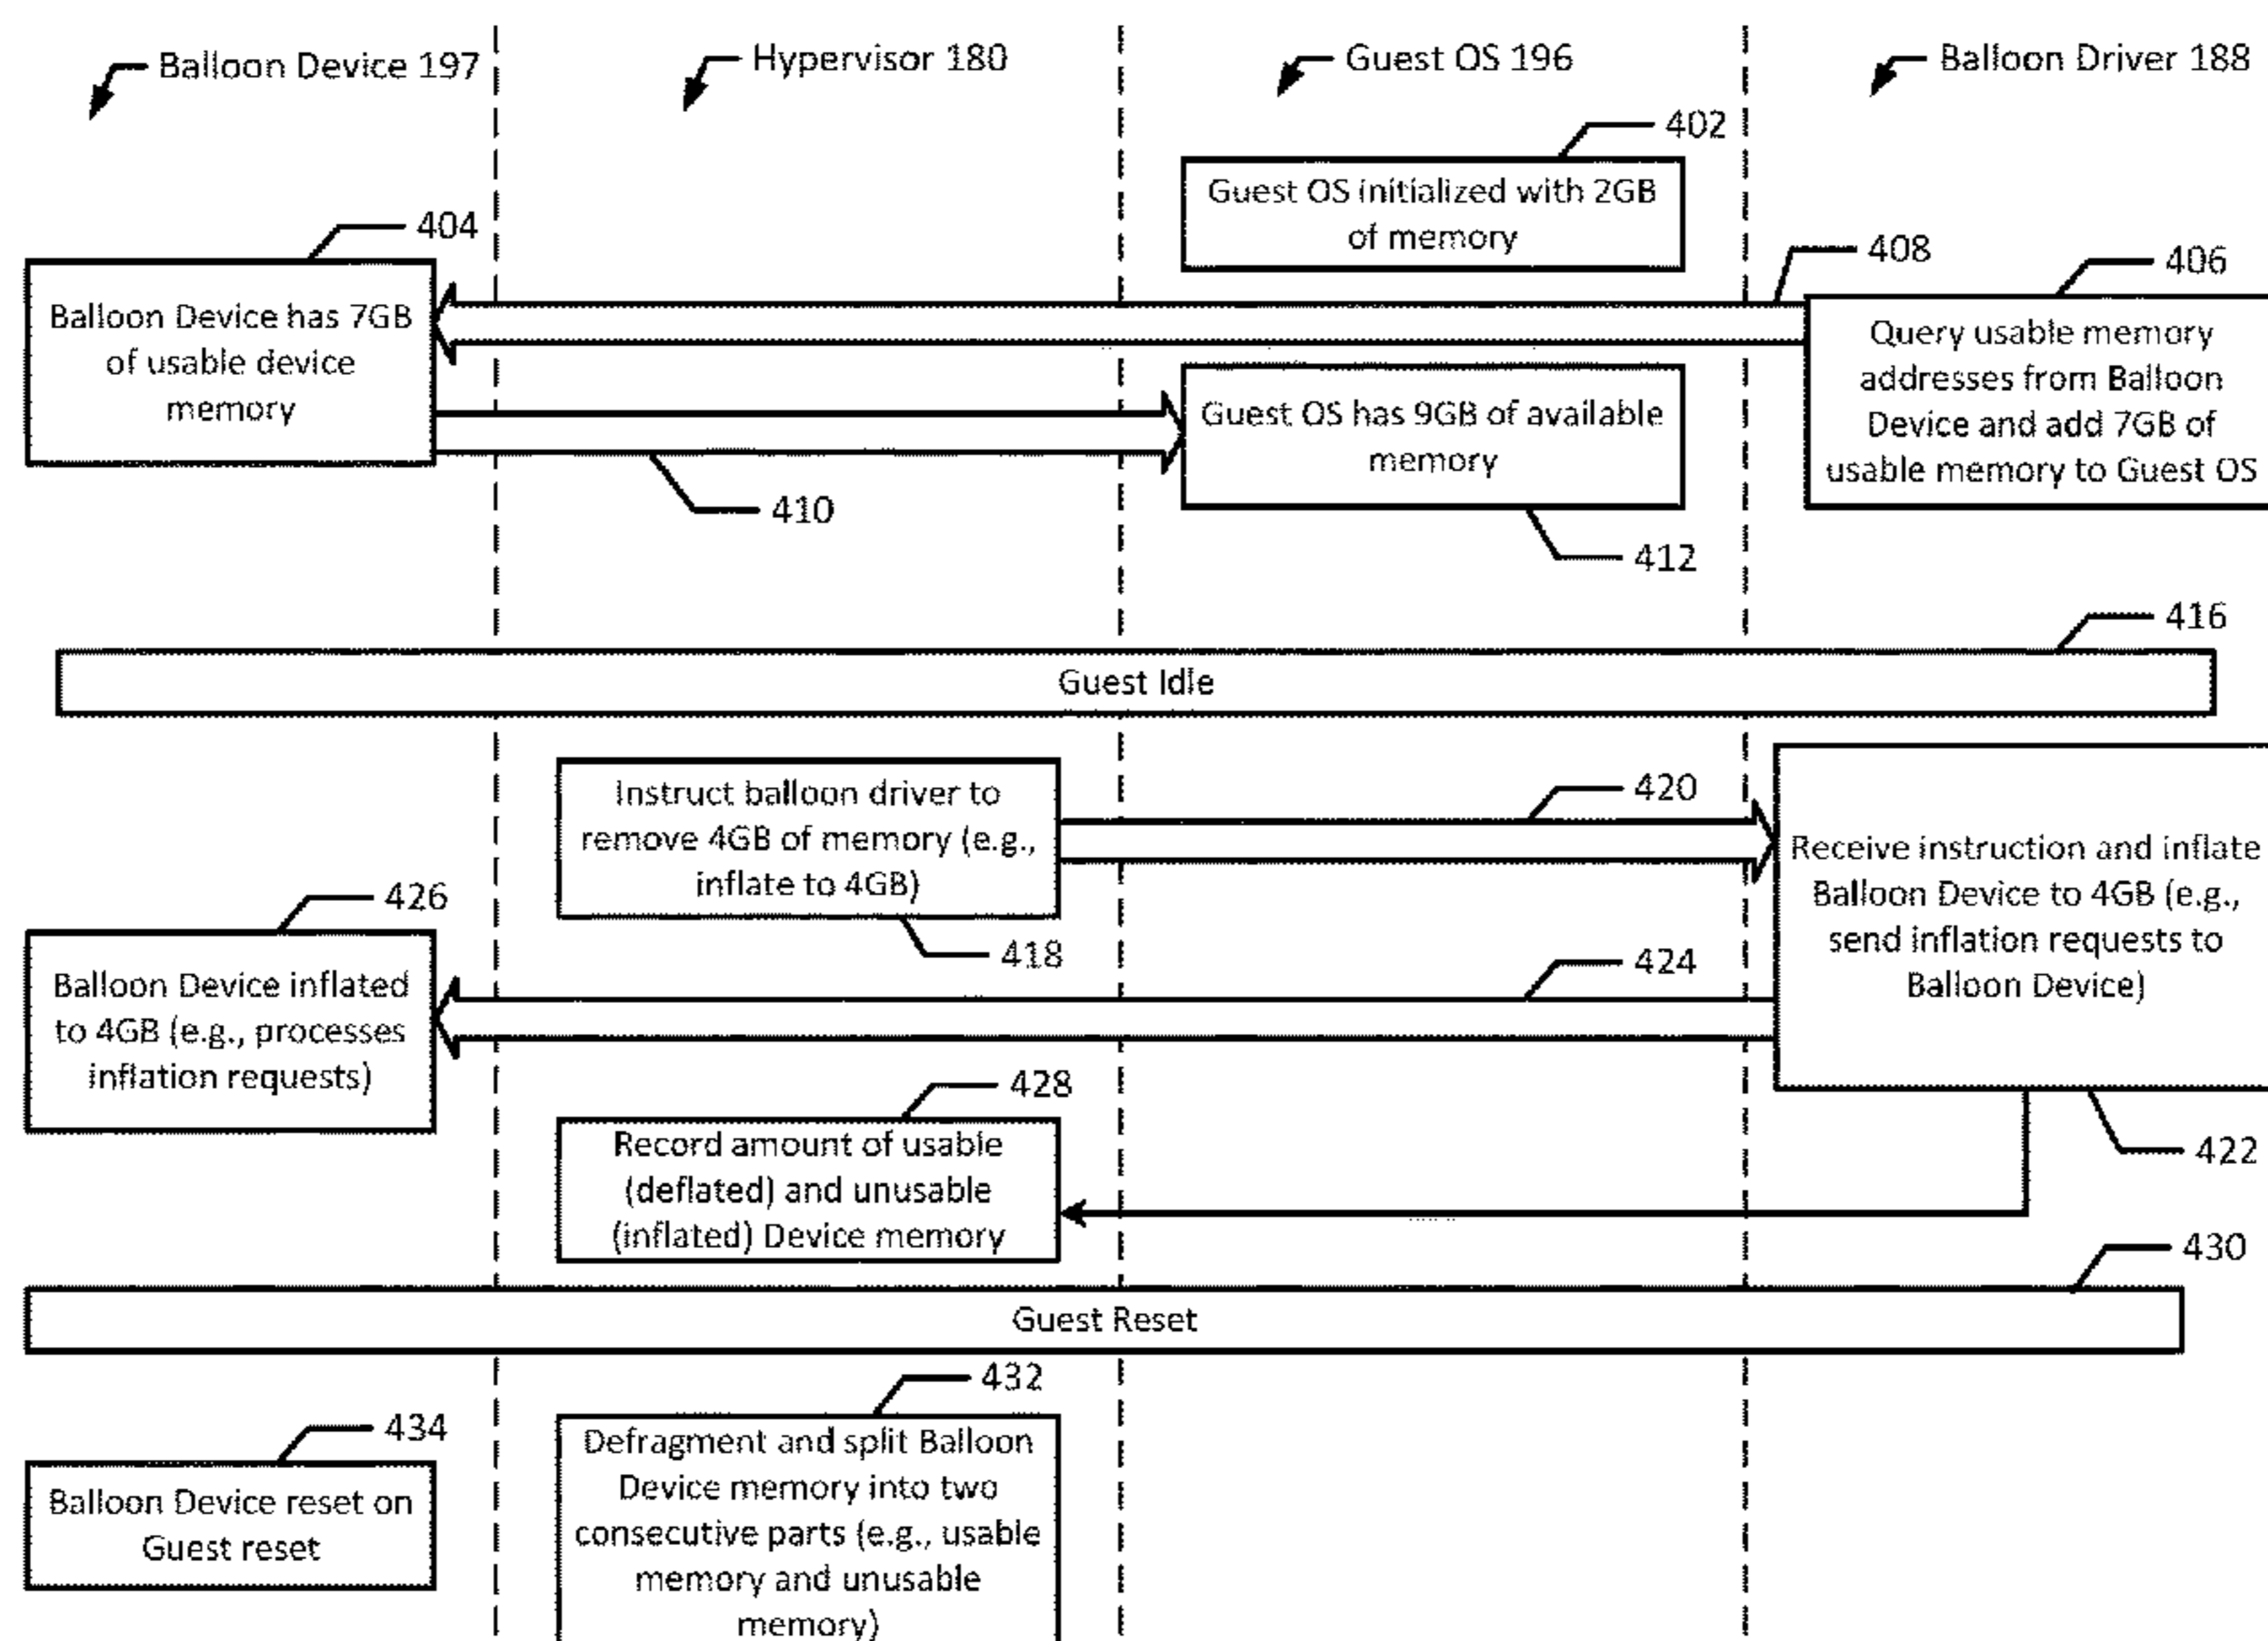 Balloon Device 197
Hypervisor 180
Guest OS 196
Balloon Driver 188
402
Guest OS initialized with 2GB
of memory
404
Balloon Device has 7GB
of usable device
memory
408
406
Query usable memory
addresses from Balloon
Device and add 7GB of
usable memory to Guest OS
Guest OS has 9GB of available
memory
410
412
416
Guest Idle
Instruct balloon driver to
remove 4GB of memory (e.g.,
inflate to 4GB)
418
420
Receive instruction and inflate
Balloon Device to 4GB (e.g.,
send inflation requests to
Balloon Device)
422
424
426
Balloon Device inflated
to 4GB (e.g., processes
inflation requests)
428
Record amount of usable
(deflated) and unusable
(inflated) Device memory
430
Guest Reset
432
Defragment and split Balloon
Device memory into two
consecutive parts (e.g., usable
memory and unusable
memory)
434
Balloon Device reset on
Guest reset